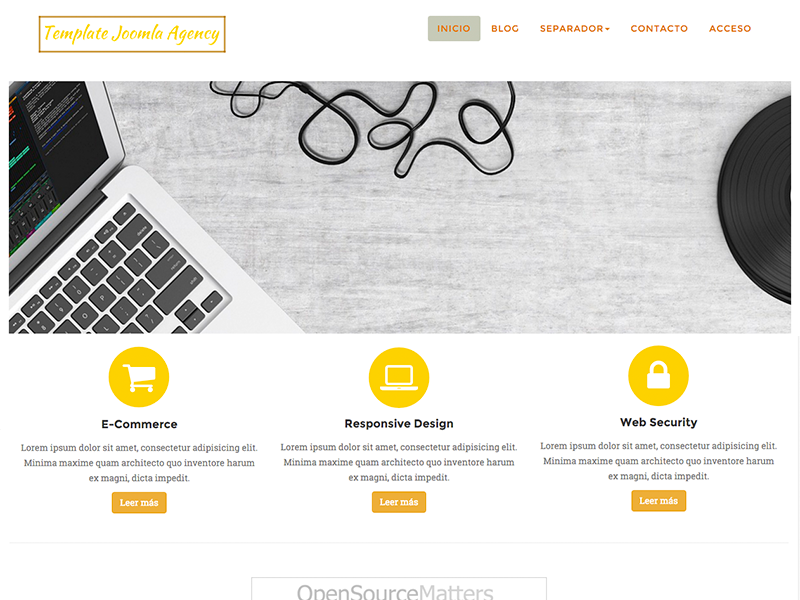 Template Joomla Agency
INICIO BLOG SEPARADOR CONTACTO ACCESO
E-Commerce
Lorem ipsum dolor sit amet, consectetur adipisicing elit.
Minima maxime quam architecto quo inventore harum
ex magni, dicta impedit.
Leer más
Responsive Design
Lorem ipsum dolor sit amet, consectetur adipisicing elit.
Minima maxime quam architecto quo inventore harum
ex magni, dicta impedit.
Leer más
Web Security
Lorem ipsum dolor sit amet, consectetur adipisicing elit.
Minima maxime quam architecto quo inventore harum
ex magni, dicta impedit.
Leer más
OpenSourceMatters